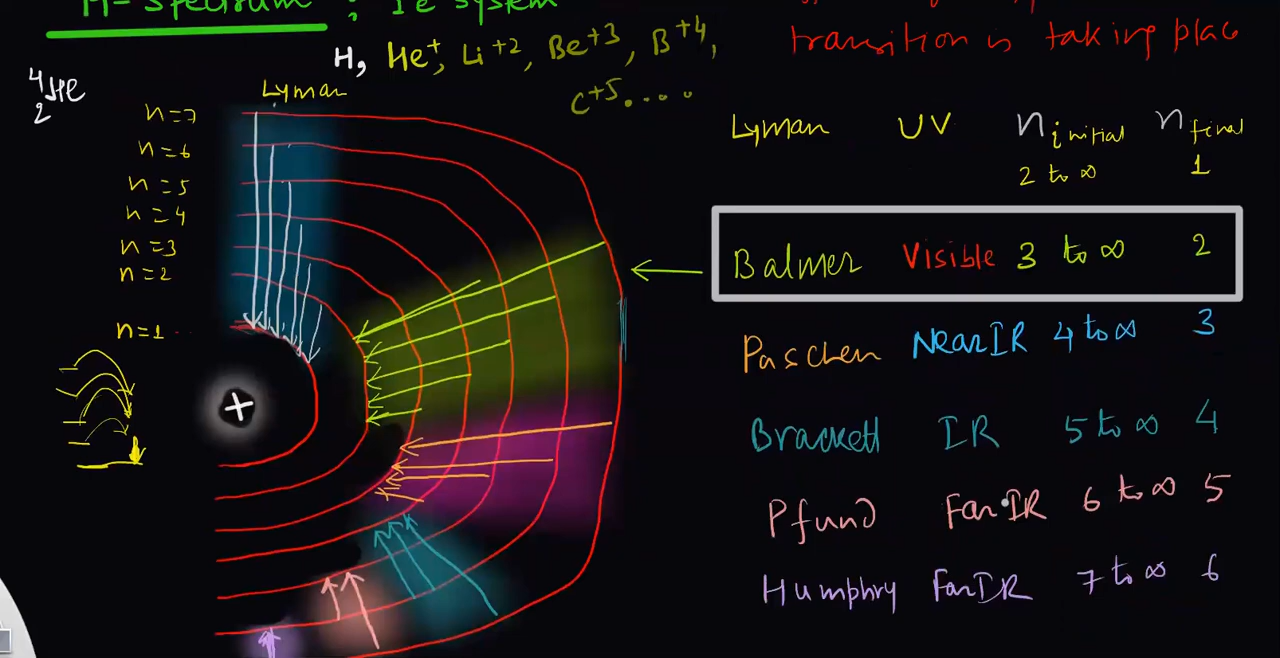 H-Spectrum : 1e system
H, He+, Li+2, Be+3, B+4,
C+5....
transition is taking place
4
2 He
Lyman
n=7
n=6
n=5
n=4
n=3
n=2
n=1
+
Lyman UV n initial n final
2 to ∞ 1
Balmer Visible 3 to ∞ 2
Paschen Near IR 4 to ∞ 3
Brackett IR 5 to ∞ 4
Pfund Far IR 6 to ∞ 5
Humphry Far IR 7 to ∞ 6